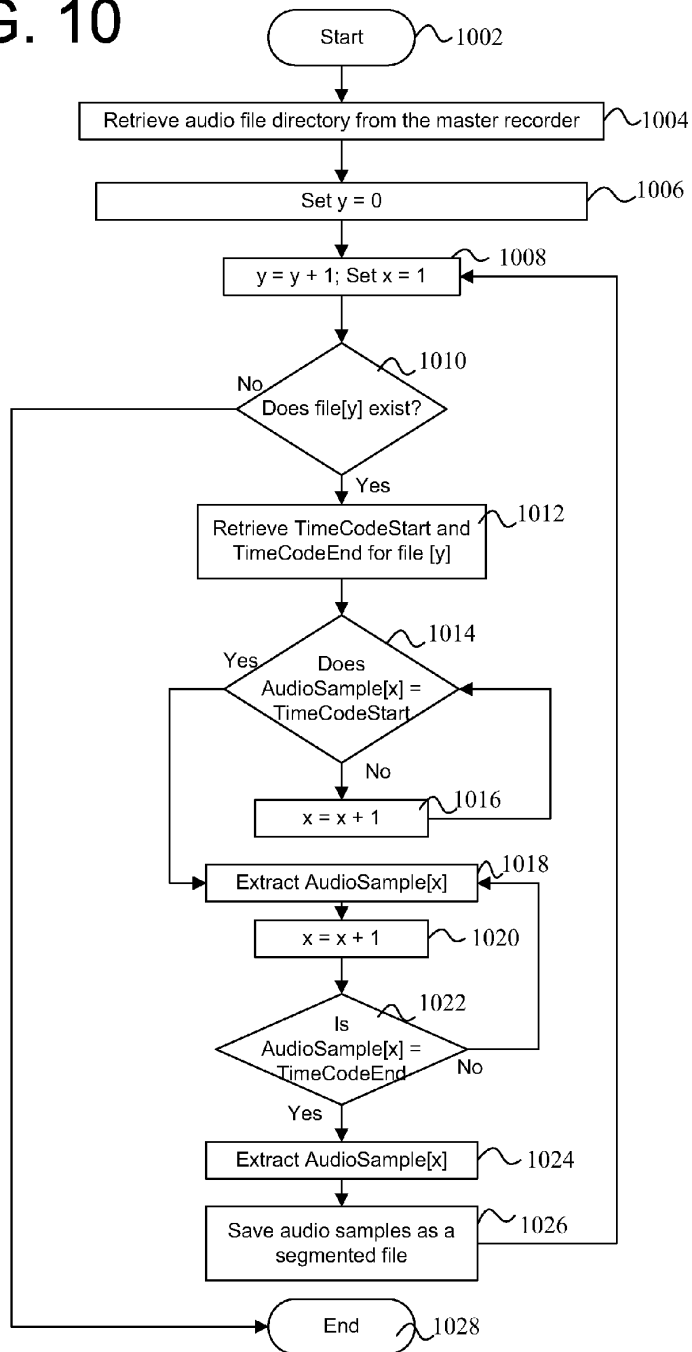 G. 10
Start
1002
Retrieve audio file directory from the master recorder
1004
Set y = 0
1006
y = y + 1; Set x = 1
1008
1010
No
Does file[y] exist?
Yes
Retrieve TimeCodeStart and
TimeCodeEnd for file [y]
1012
1014
Yes
Does
AudioSample[x] =
TimeCodeStart
No
x = x + 1
1016
Extract AudioSample[x]
1018
x = x + 1
1020
1022
Is
AudioSample[x] =
TimeCodeEnd
No
Yes
Extract AudioSample[x]
1024
Save audio samples as a
segmented file
1026
End
1028